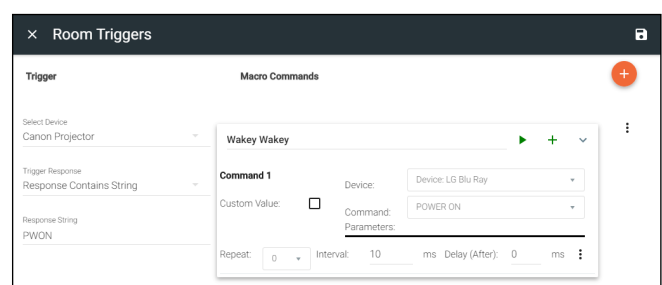 × Room Triggers
Trigger
Macro Commands
+
Select Device
Canon Projector
Trigger Response
Response Contains String
Response String
PWON
Wakey Wakey
Command 1
Custom Value:
Device:
Device: LG Blu Ray
Command:
POWER ON
Parameters:
Repeat: 0 Interval: 10 ms Delay (After): 0 ms